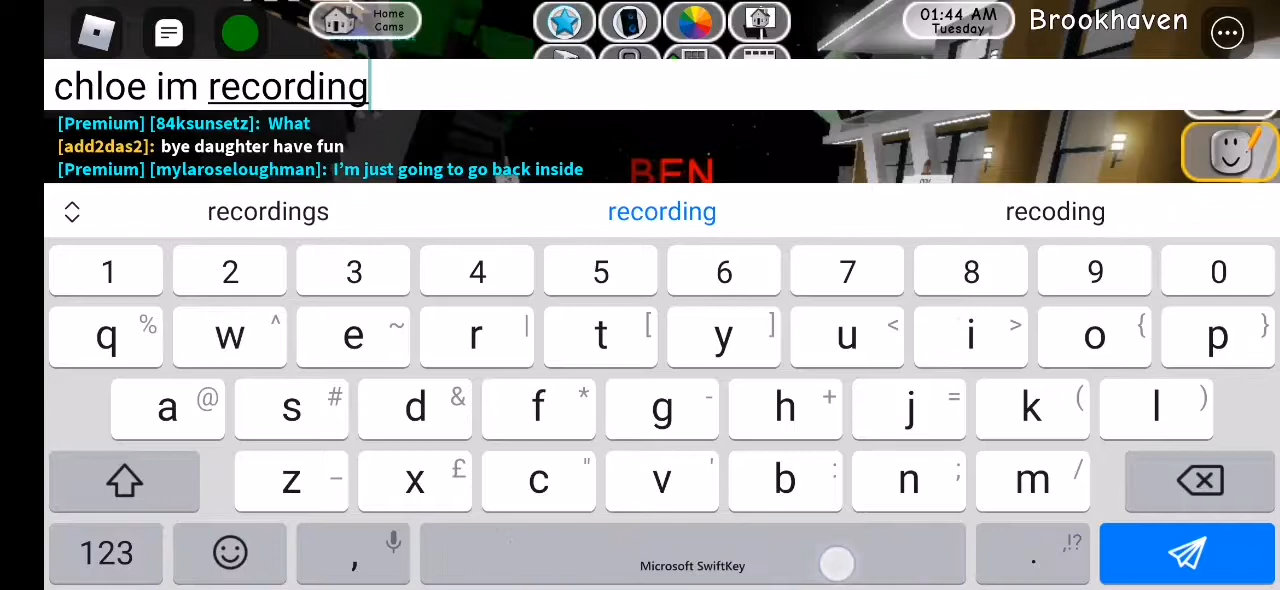 Home
Cams
01:44 AM
Tuesday
Brookhaven
chloe im recording
[Premium] [84ksunsetz]: What
[add2das2]: bye daughter have fun
[Premium] [mylaroseloughman]: I'm just going to go back inside
BEN
recordings recording recoding
1 2 3 4 5 6 7 8 9 0
q % w ^ e ~ r | t [ y ] u < i > o { p }
a @ s # d & f * g - h + j = k ( l )
z _ x £ c " v ' b : n ; m /
123 , Microsoft SwiftKey . ,!?